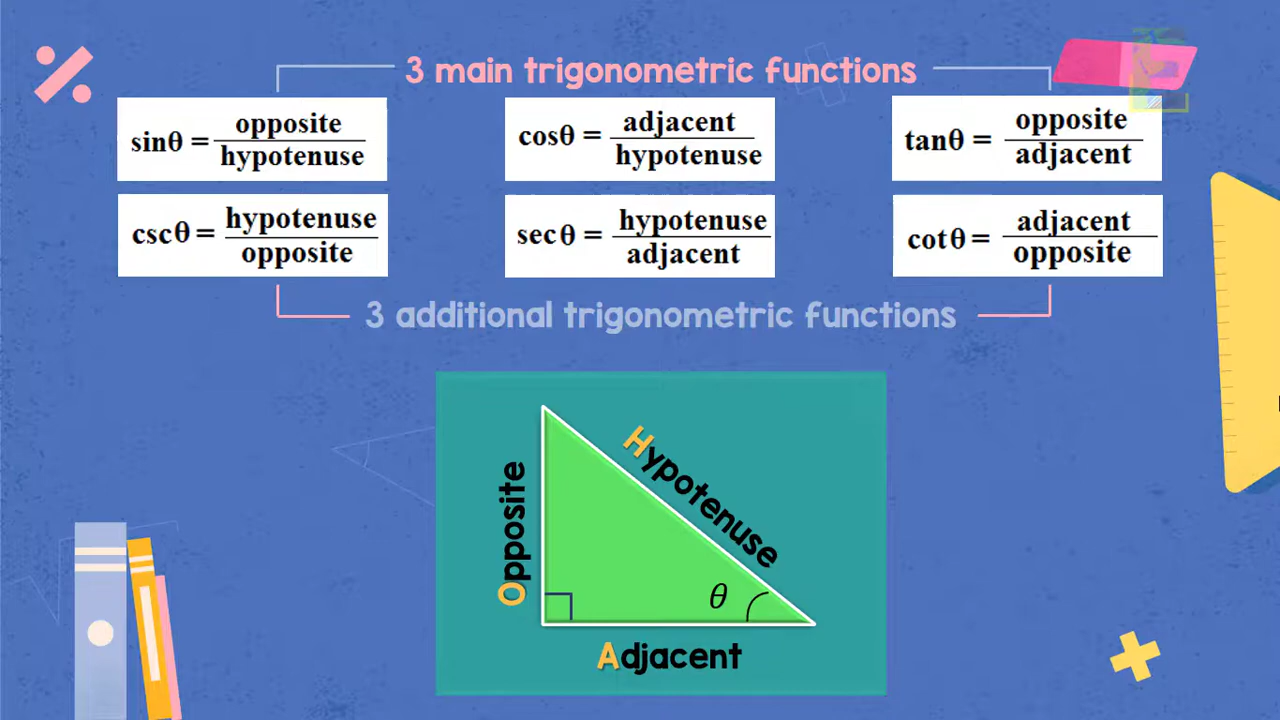 3 main trigonometric functions
sinθ = opposite / hypotenuse
cosθ = adjacent / hypotenuse
tanθ = opposite / adjacent
cscθ = hypotenuse / opposite
secθ = hypotenuse / adjacent
cotθ = adjacent / opposite
3 additional trigonometric functions
Opposite
Hypotenuse
θ
Adjacent